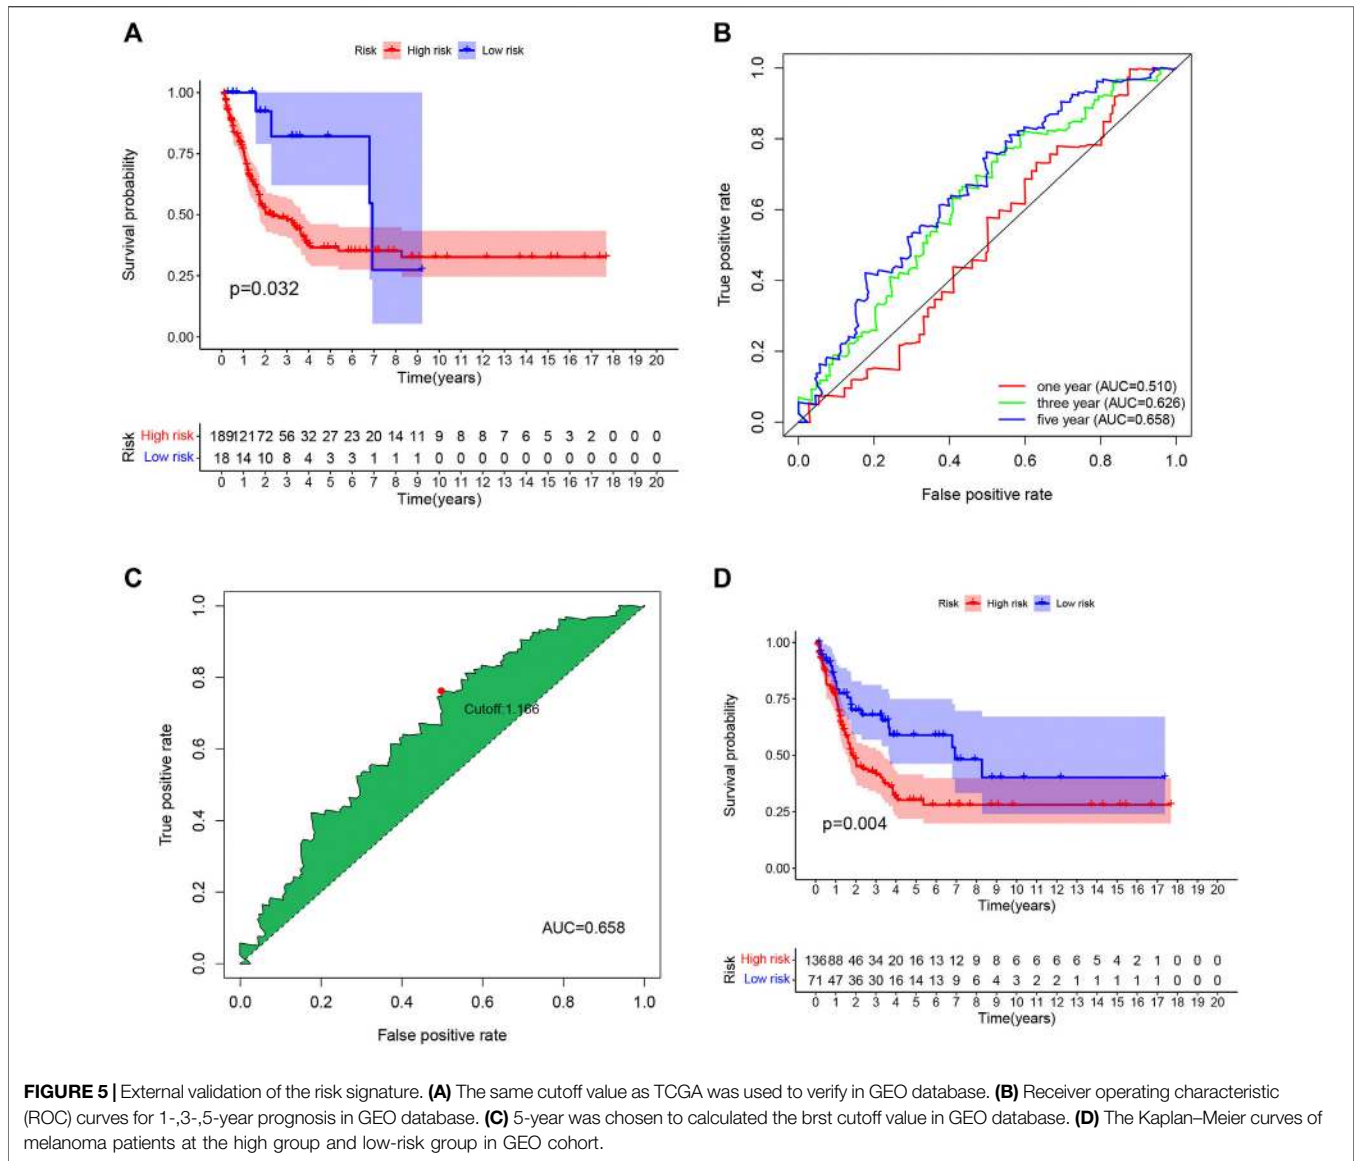 A
Risk High risk Low risk
Survival probability
1.00
0.75
0.50
0.25
0.00
p=0.032
0 1 2 3 4 5 6 7 8 9 10 11 12 13 14 15 16 17 18 19 20
Time(years)
Risk
High risk 189 121 72 56 32 27 23 20 14 11 9 8 8 7 6 5 3 2 0 0 0
Low risk 18 14 10 8 4 3 3 1 1 1 0 0 0 0 0 0 0 0 0 0 0
0 1 2 3 4 5 6 7 8 9 10 11 12 13 14 15 16 17 18 19 20
Time(years)
B
True positive rate
1.0
0.8
0.6
0.4
0.2
0.0
one year (AUC=0.510)
three year (AUC=0.626)
five year (AUC=0.658)
0.0 0.2 0.4 0.6 0.8 1.0
False positive rate
C
True positive rate
1.0
0.8
0.6
0.4
0.2
0.0
Cutoff:1.166
AUC=0.658
0.0 0.2 0.4 0.6 0.8 1.0
False positive rate
D
Risk High risk Low risk
Survival probability
1.00
0.75
0.50
0.25
0.00
p=0.004
0 1 2 3 4 5 6 7 8 9 10 11 12 13 14 15 16 17 18 19 20
Time(years)
Risk
High risk 136 88 46 34 20 16 13 12 9 8 6 6 6 6 5 4 2 1 0 0 0
Low risk 71 47 36 30 16 14 13 9 6 4 3 2 2 1 1 1 1 1 0 0 0
0 1 2 3 4 5 6 7 8 9 10 11 12 13 14 15 16 17 18 19 20
Time(years)
FIGURE 5 | External validation of the risk signature. (A) The same cutoff value as TCGA was used to verify in GEO database. (B) Receiver operating characteristic
(ROC) curves for 1-,3-,5-year prognosis in GEO database. (C) 5-year was chosen to calculated the brst cutoff value in GEO database. (D) The Kaplan–Meier curves of
melanoma patients at the high group and low-risk group in GEO cohort.